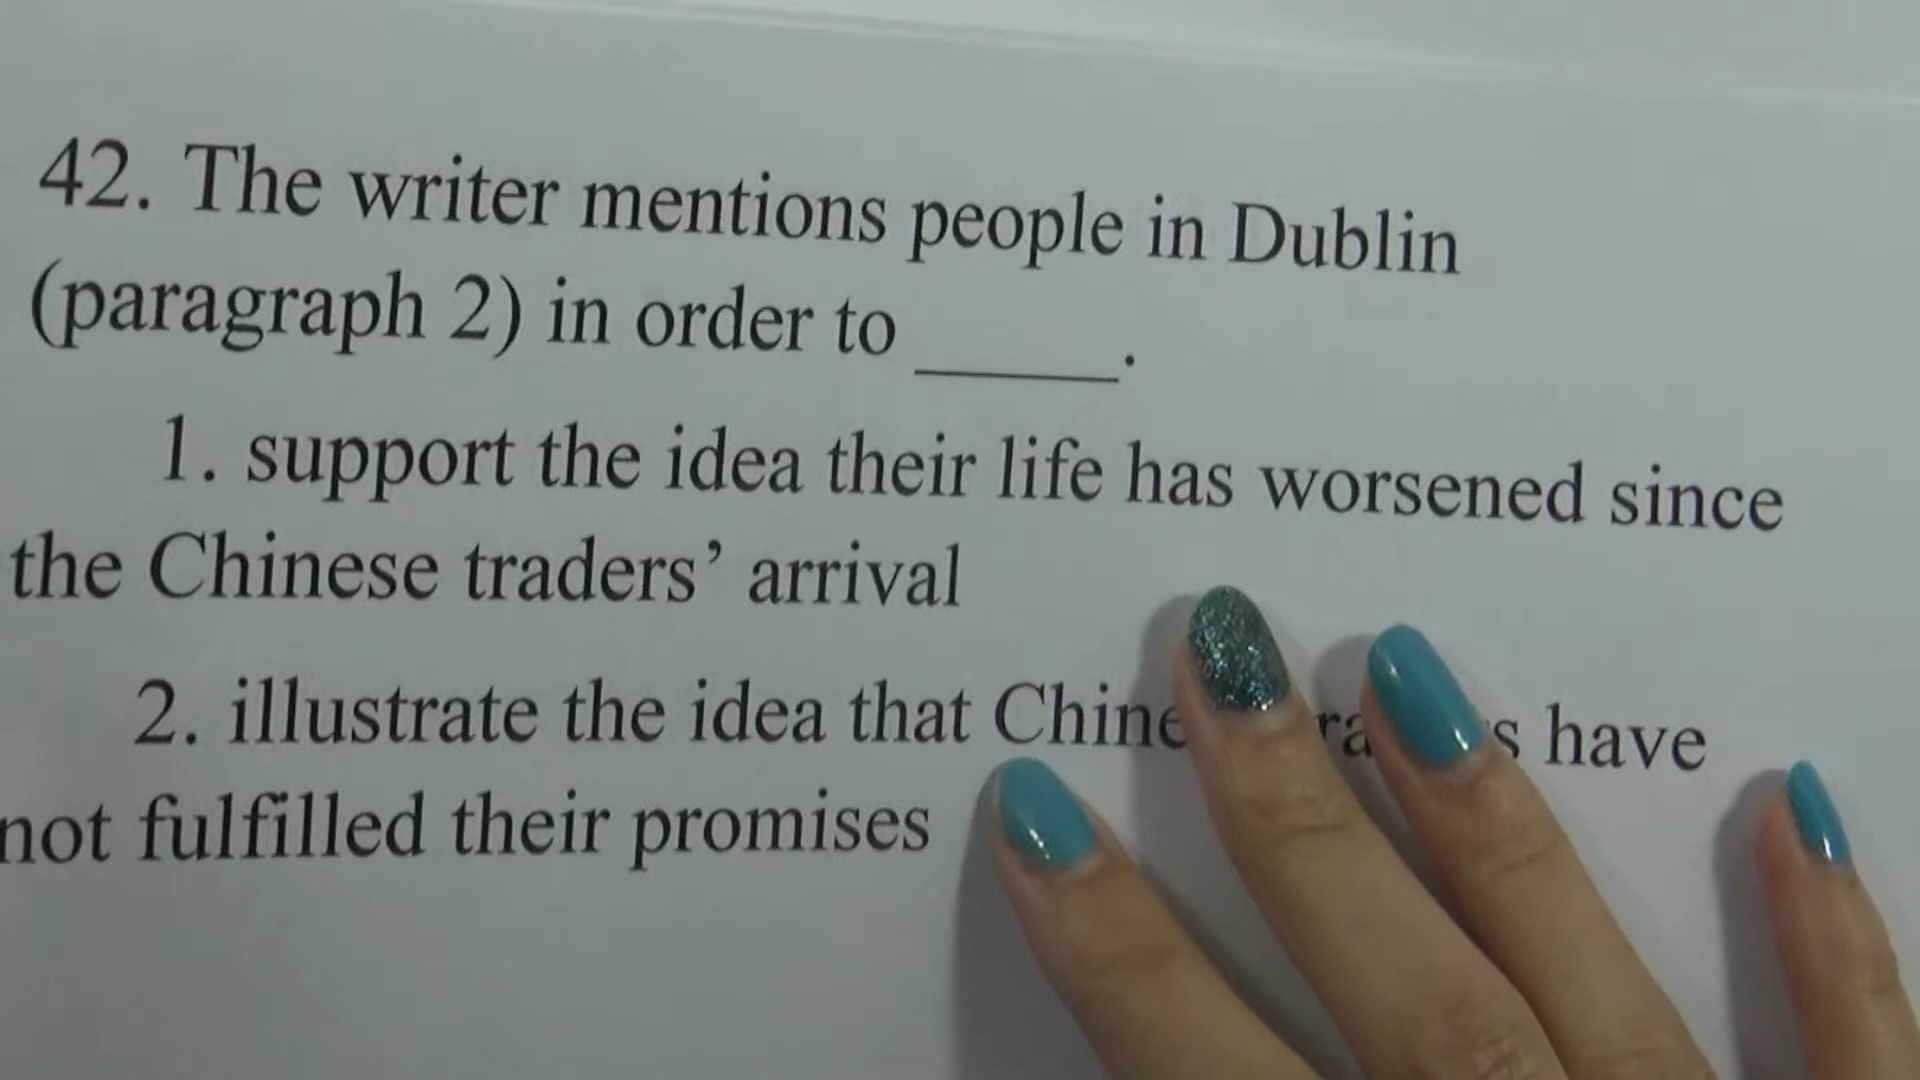 42. The writer mentions people in Dublin
(paragraph 2) in order to _____.
1. support the idea their life has worsened since
the Chinese traders’ arrival
2. illustrate the idea that have
not fulfilled their promises